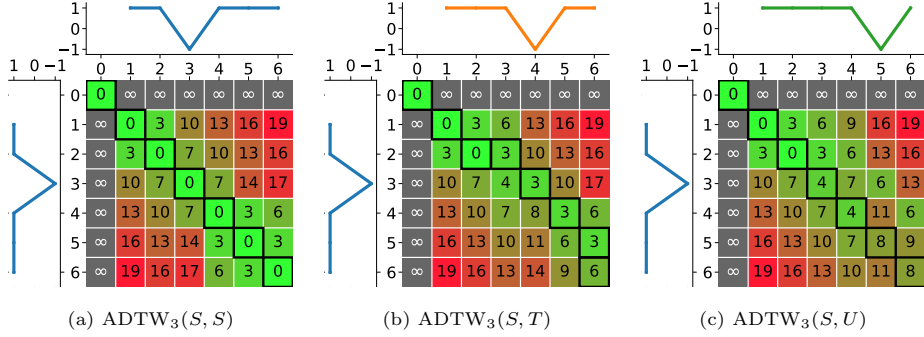 1
0
−1
0 1 2 3 4 5 6
1 0 −1
0 0 ∞ ∞ ∞ ∞ ∞ ∞
1 ∞ 0 3 10 13 16 19
2 ∞ 3 0 7 10 13 16
3 ∞ 10 7 0 7 14 17
4 ∞ 13 10 7 0 3 6
5 ∞ 16 13 14 3 0 3
6 ∞ 19 16 17 6 3 0
(a) ADTW₃(S, S)
1
0
−1
0 1 2 3 4 5 6
1 0 −1
0 0 ∞ ∞ ∞ ∞ ∞ ∞
1 ∞ 0 3 6 13 16 19
2 ∞ 3 0 3 10 13 16
3 ∞ 10 7 4 3 10 17
4 ∞ 13 10 7 8 3 6
5 ∞ 16 13 10 11 6 3
6 ∞ 19 16 13 14 9 6
(b) ADTW₃(S, T)
1
0
−1
0 1 2 3 4 5 6
1 0 −1
0 0 ∞ ∞ ∞ ∞ ∞ ∞
1 ∞ 0 3 6 9 16 19
2 ∞ 3 0 3 6 13 16
3 ∞ 10 7 4 7 6 13
4 ∞ 13 10 7 4 11 6
5 ∞ 16 13 10 7 8 9
6 ∞ 19 16 13 10 11 8
(c) ADTW₃(S, U)